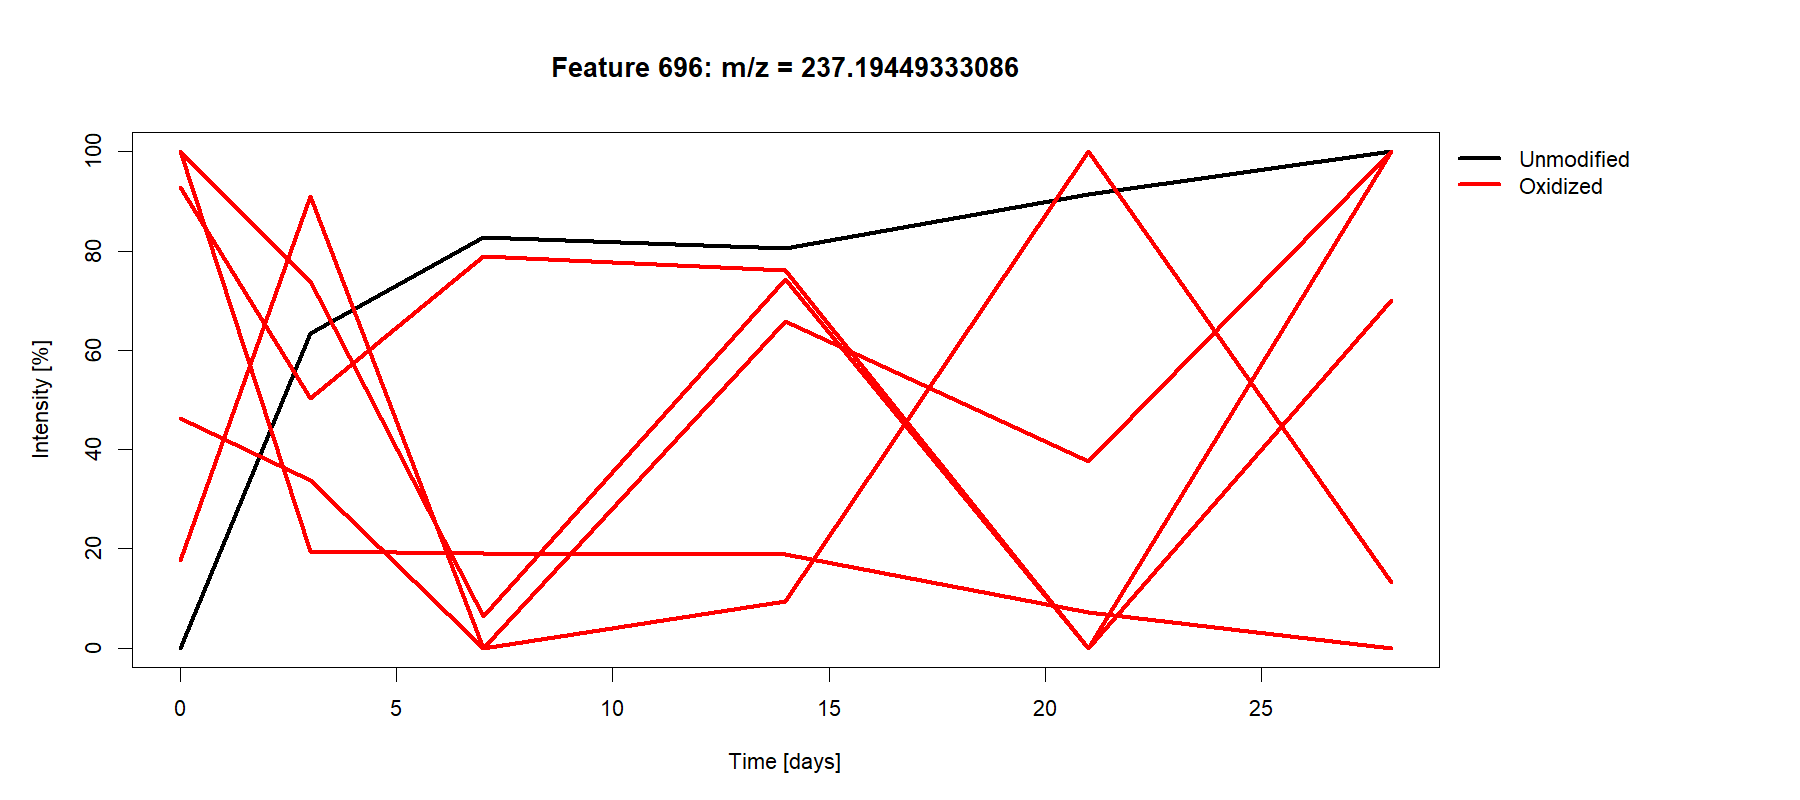 Feature 696: m/z = 237.19449333086
Unmodified
Oxidized
Intensity [%]
100
80
60
40
20
0
0 5 10 15 20 25
Time [days]